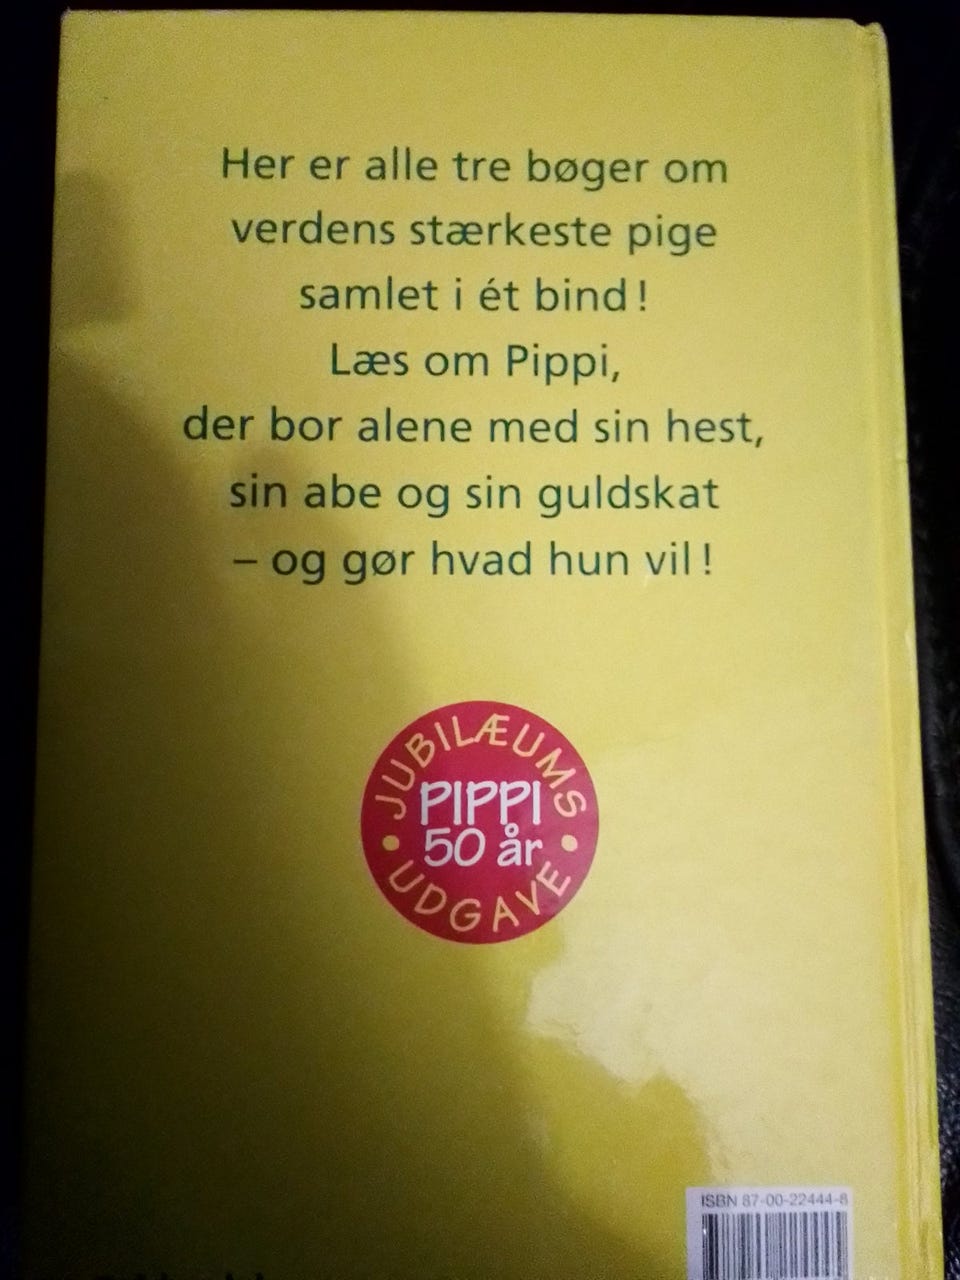 Her er alle tre bøger om
verdens stærkeste pige
samlet i ét bind !
Læs om Pippi,
der bor alene med sin hest,
sin abe og sin guldskat
– og gør hvad hun vil !
JUBILÆUMS
PIPPI
50 år
UDGAVE
ISBN 87-00-22444-8